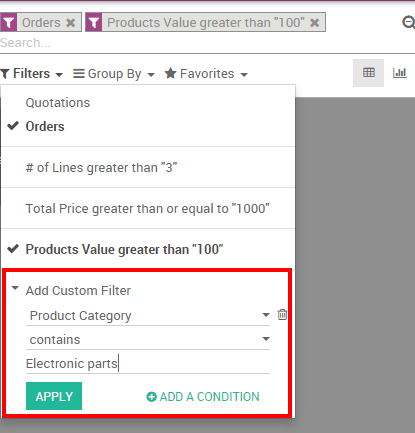 Orders ✖ Products Value greater than "100" ✖
Search...
Filters Group By Favorites
Quotations
Orders
# of Lines greater than "3"
Total Price greater than or equal to "1000"
Products Value greater than "100"
Add Custom Filter
Product Category
contains
Electronic parts
APPLY ADD A CONDITION